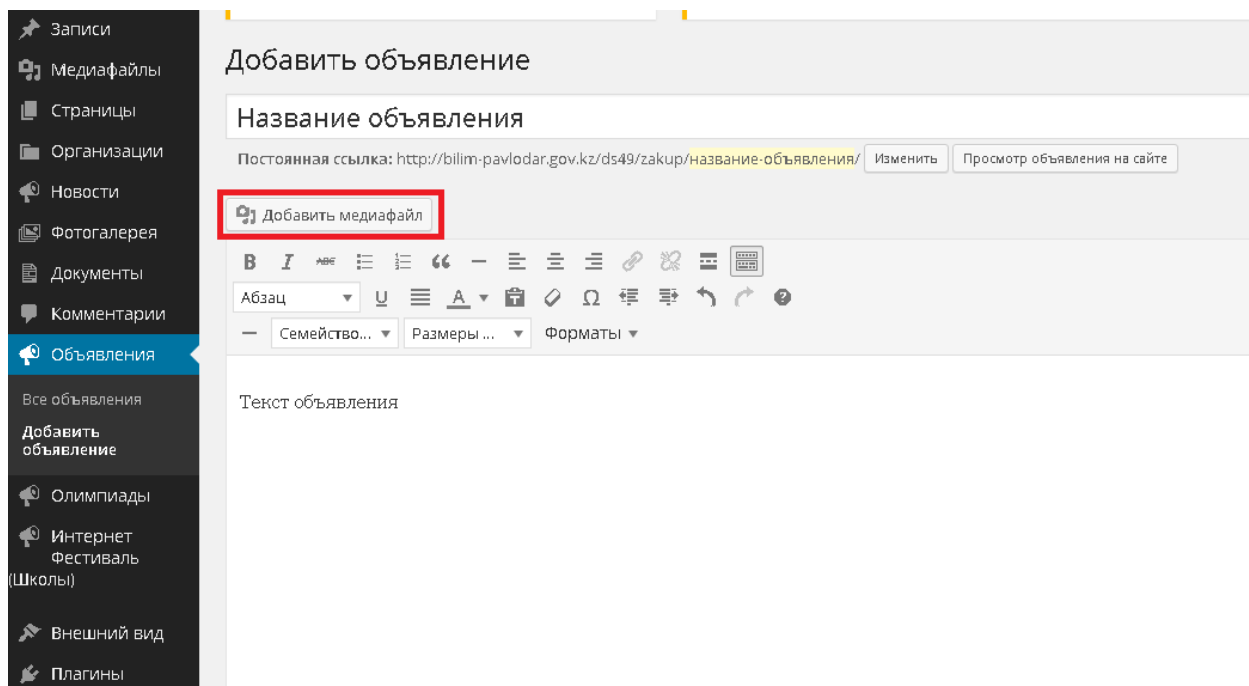 Записи
Медиафайлы
Страницы
Организации
Новости
Фотогалерея
Документы
Комментарии
Объявления
Все объявления
Добавить
объявление
Олимпиады
Интернет
Фестиваль
(Школы)
Внешний вид
Плагины
Добавить объявление
Название объявления
Постоянная ссылка: http://bilim-pavlodar.gov.kz/ds49/zakup/название-объявления/ Изменить Просмотр объявления на сайте
Добавить медиафайл
B I ABC
Абзац U A Ω
Семейство... Размеры ... Форматы
Текст объявления